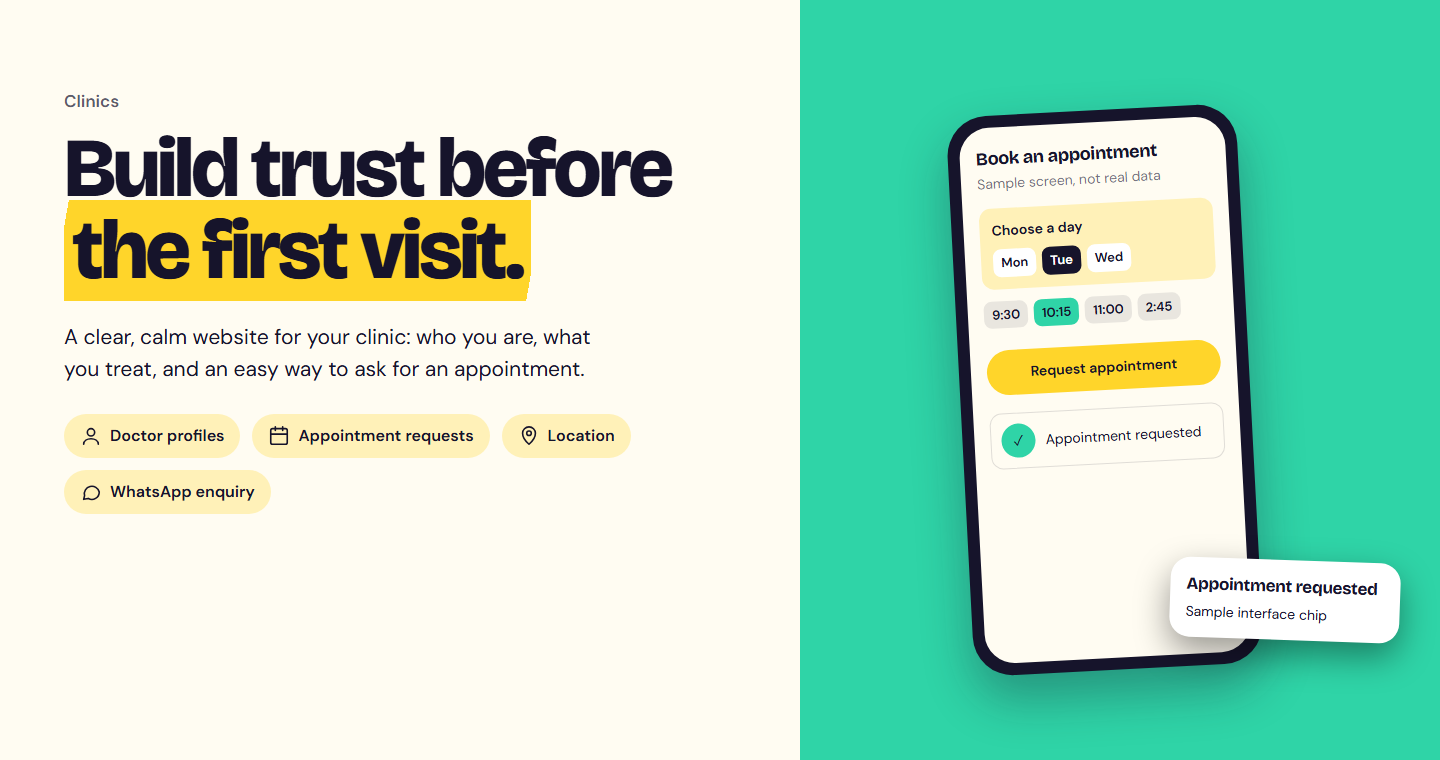 Clinics
Build trust before
the first visit.
A clear, calm website for your clinic: who you are, what
you treat, and an easy way to ask for an appointment.
Doctor profiles
Appointment requests
Location
WhatsApp enquiry
Book an appointment
Sample screen, not real data
Choose a day
Mon Tue Wed
9:30 10:15 11:00 2:45
Request appointment
✓ Appointment requested
Appointment requested
Sample interface chip